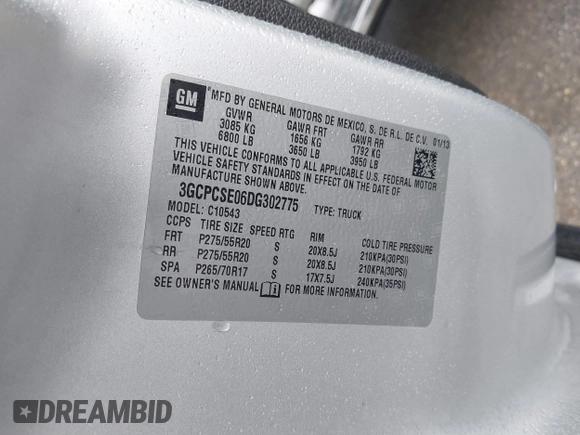 GM
MFD BY GENERAL MOTORS DE MEXICO, S. DE R.L. DE C.V. 01/13
GVWR GAWR FRT GAWR RR
3085 KG 1656 KG 1792 KG
6800 LB 3650 LB 3950 LB
THIS VEHICLE CONFORMS TO ALL APPLICABLE U.S. FEDERAL MOTOR
VEHICLE SAFETY STANDARDS IN EFFECT ON THE DATE OF
MANUFACTURE SHOWN ABOVE.
3GCPCSE06DG302775 TYPE: TRUCK
MODEL: C10543
CCPS TIRE SIZE SPEED RTG RIM COLD TIRE PRESSURE
FRT P275/55R20 S 20X8.5J 210KPA(30PSI)
RR P275/55R20 S 20X8.5J 210KPA(30PSI)
SPA P265/70R17 S 17X7.5J 240KPA(35PSI)
SEE OWNER'S MANUAL FOR MORE INFORMATION.
DREAMBID